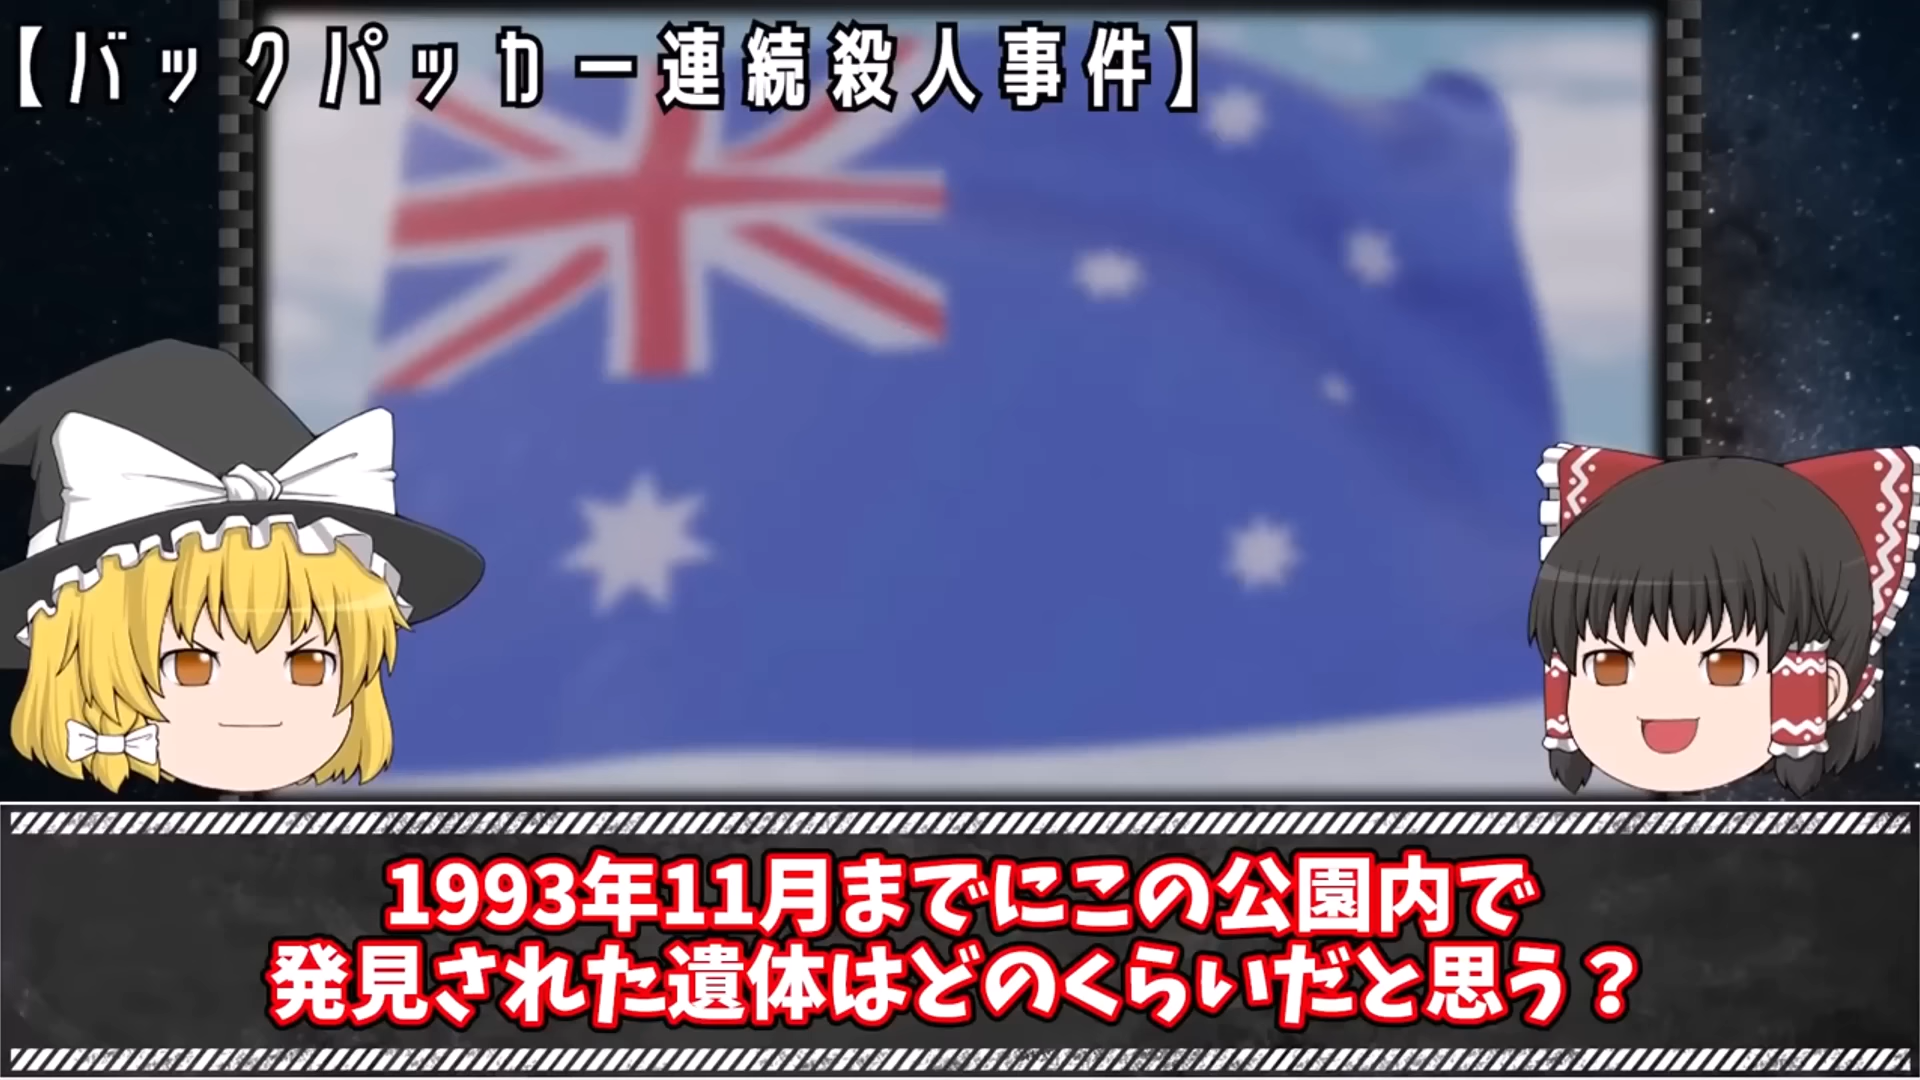 【バックパッカー連続殺人事件】
1993年11月までにこの公園内で
発見された遺体はどのくらいだと思う？